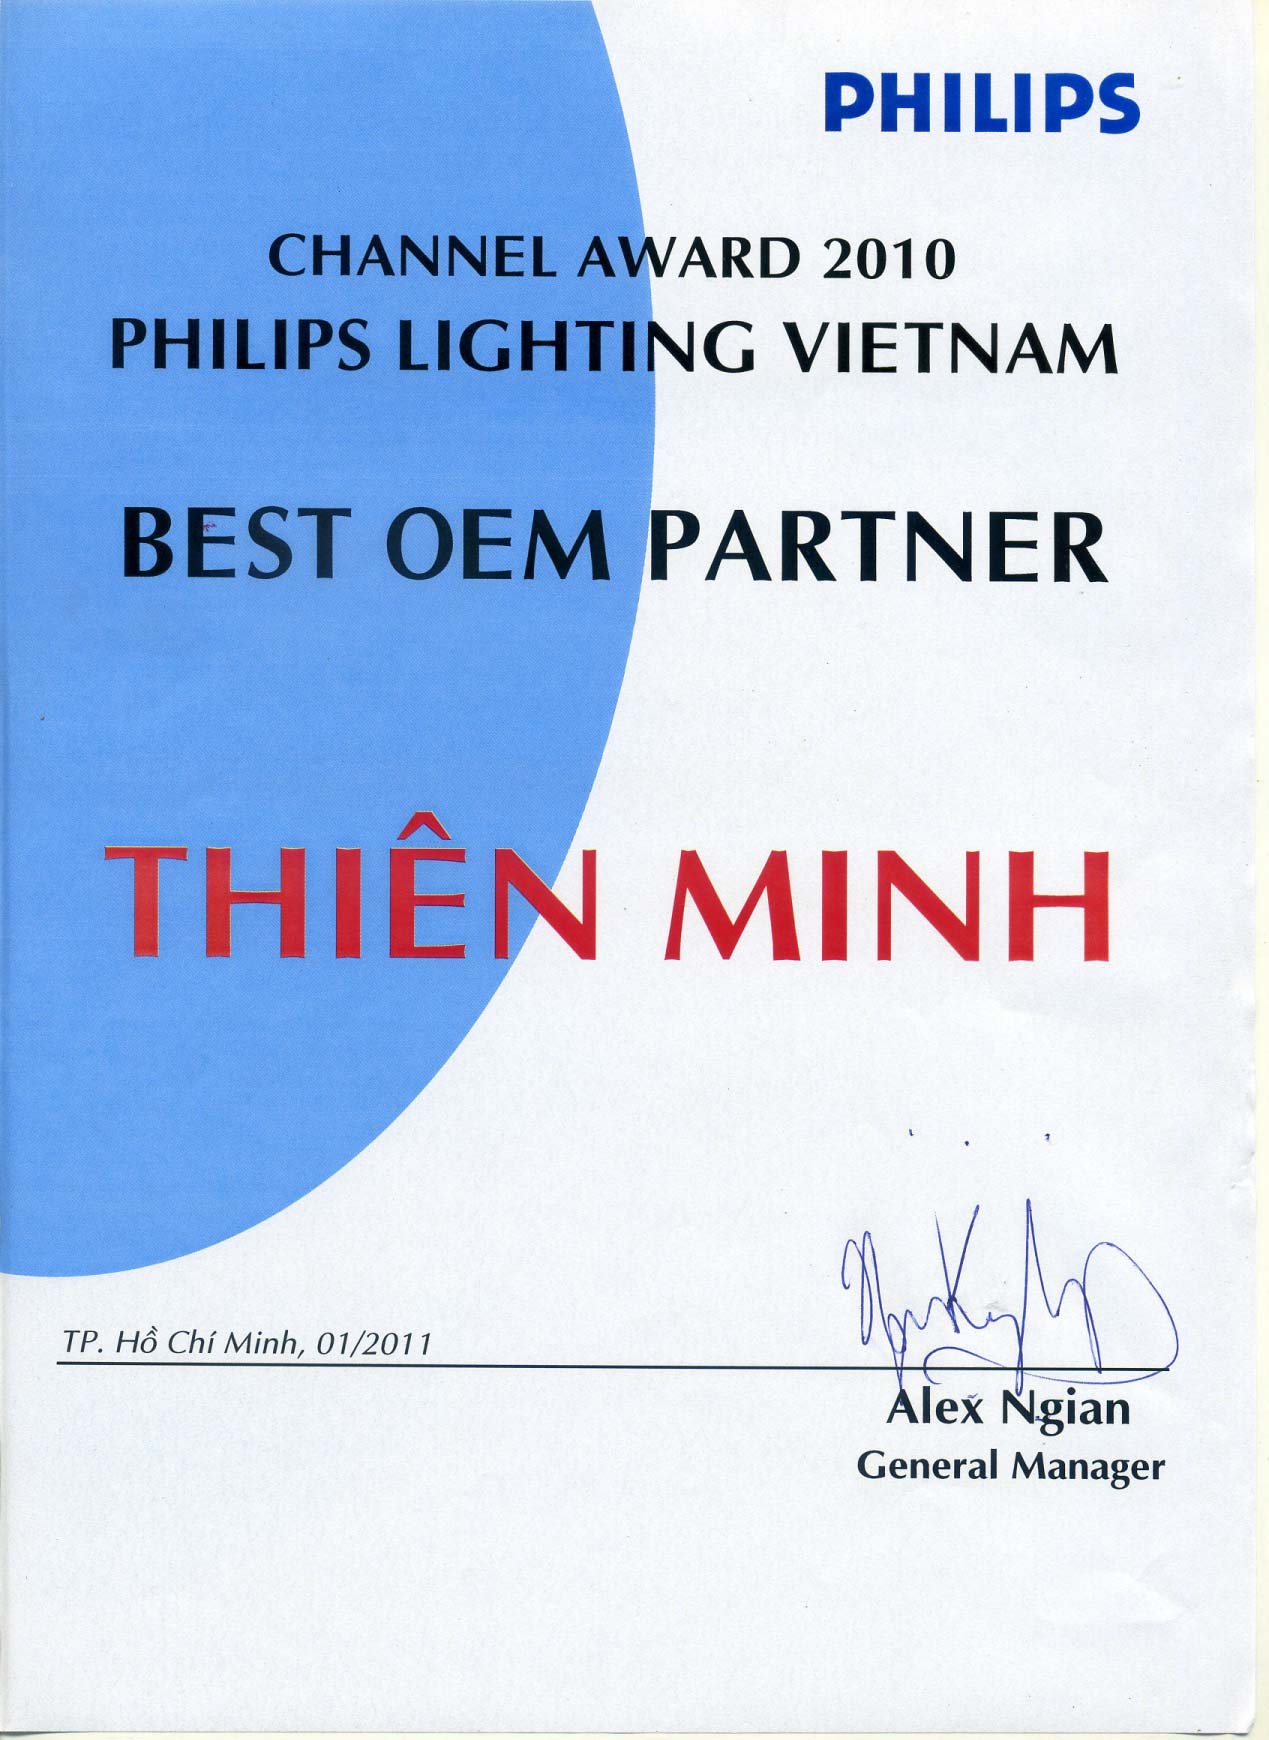 PHILIPS
CHANNEL AWARD 2010
PHILIPS LIGHTING VIETNAM
BEST OEM PARTNER
THIÊN MINH
TP. Hồ Chí Minh, 01/2011
Alex Ngian
General Manager